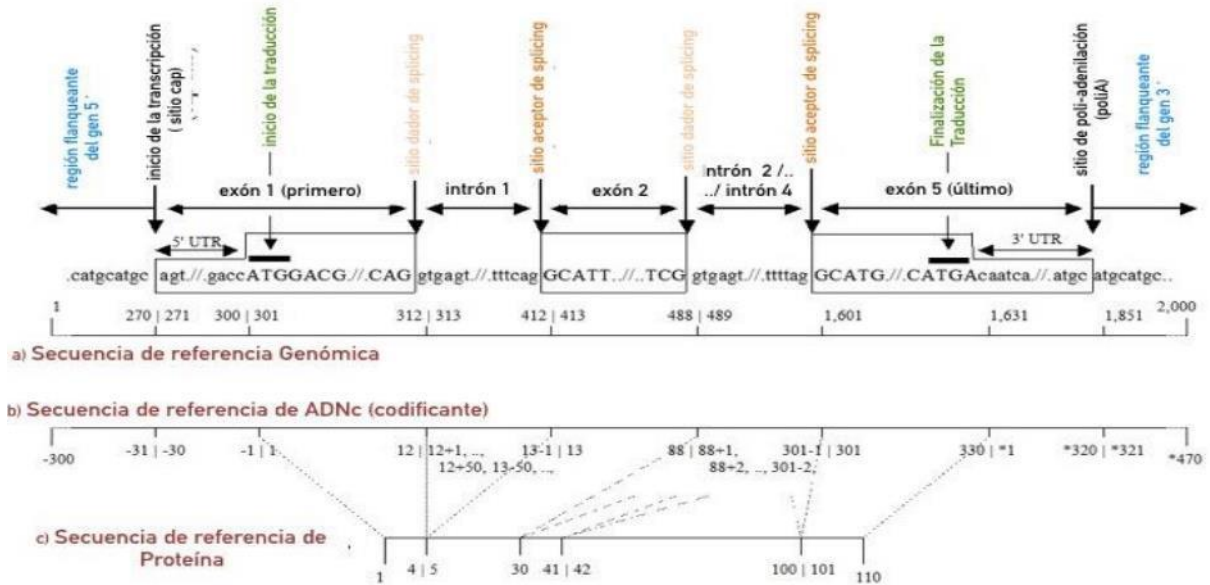 región flanqueante
del gen 5´
inicio de la transcripción
( sitio cap)
inicio de la traducción
sitio dador de splicing
sitio aceptor de splicing
sitio dador de splicing
sitio aceptor de splicing
Finalización de la
Traducción
sitio de poli-adenilación
(poliA)
región flanqueante
del gen 3´
exón 1 (primero)
intrón 1
exón 2
ntrón 2 /..
../ intrón 4
exón 5 (último)
5' UTR
3' UTR
.catgcatgc agt.//.gaccATGGACG.//.CAG gtgagt.//.tttcag GCATT..//..TCG gtgagt.//.ttttag GCATG.//.CATGAcaatca.//.atgc atgcatgc..
1
270 | 271
300 | 301
312 | 313
412 | 413
488 | 489
1,601
1,631
1,851
2,000
a) Secuencia de referencia Genómica
b) Secuencia de referencia de ADNc (codificante)
-300
-31 | -30
-1 | 1
12 | 12+1, ..,
12+50, 13-50, ..,
13-1 | 13
88 | 88+1,
88+2, .., 301-2,
301-1 | 301
330 | *1
*320 | *321
*470
c) Secuencia de referencia de
Proteína
1
4 | 5
30
41 | 42
100 | 101
110